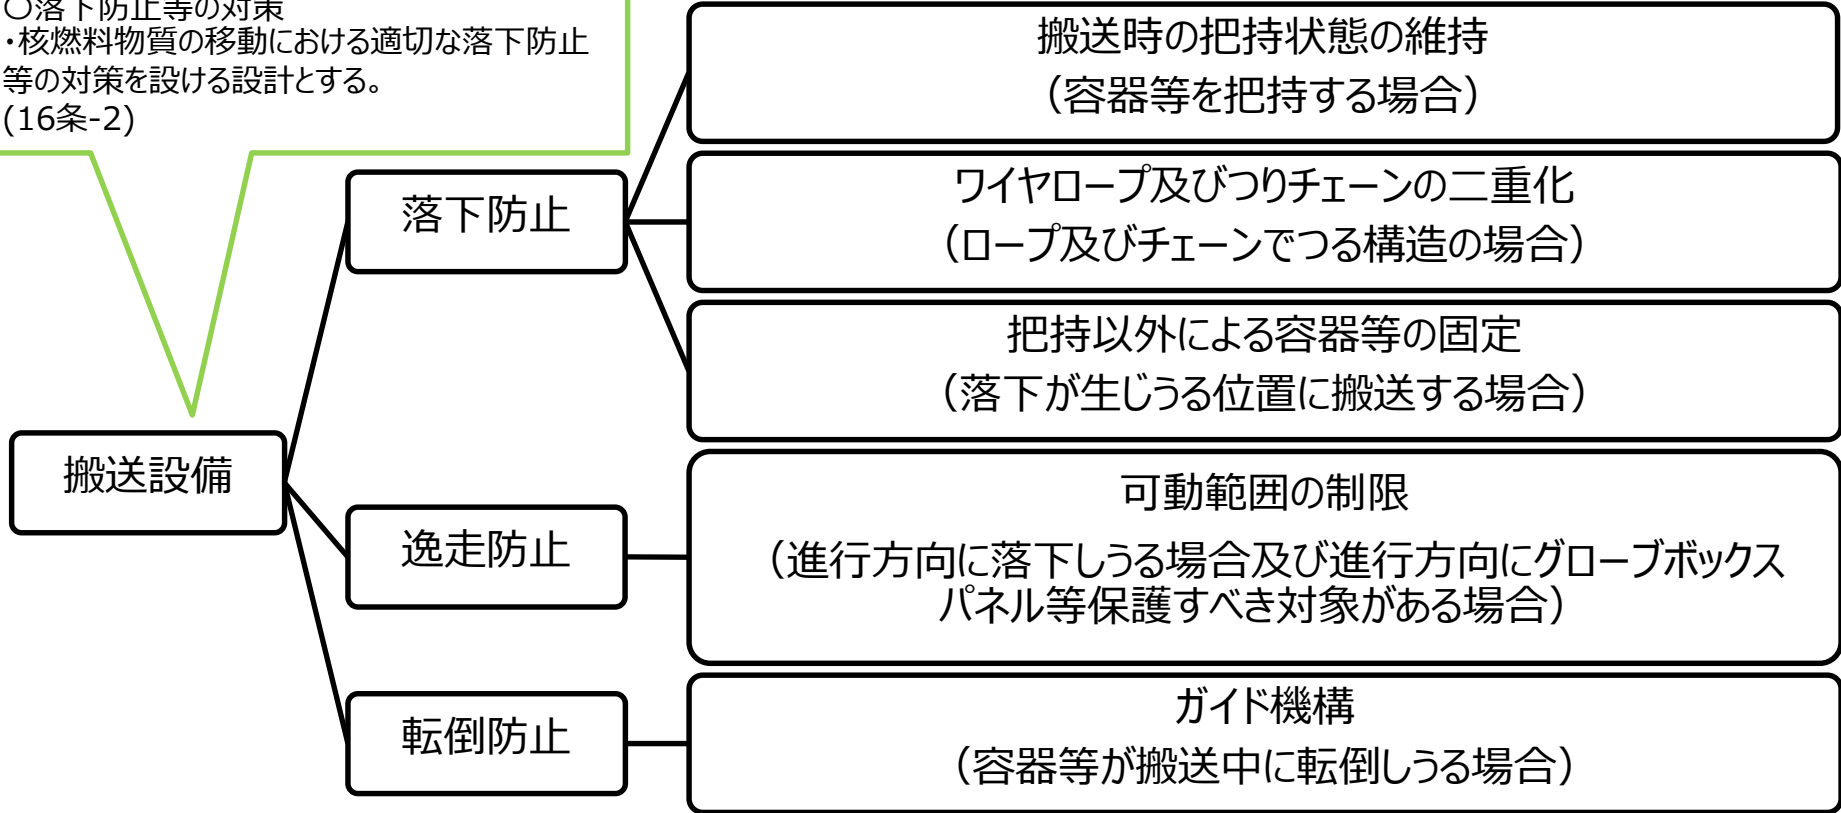 〇落下防止等の対策
・核燃料物質の移動における適切な落下防止
等の対策を設ける設計とする。
(16条-2)
搬送設備
落下防止
搬送時の把持状態の維持
（容器等を把持する場合）
ワイヤロープ及びつりチェーンの二重化
（ロープ及びチェーンでつる構造の場合）
把持以外による容器等の固定
（落下が生じうる位置に搬送する場合）
逸走防止
可動範囲の制限
（進行方向に落下しうる場合及び進行方向にグローブボックス
パネル等保護すべき対象がある場合）
転倒防止
ガイド機構
（容器等が搬送中に転倒しうる場合）